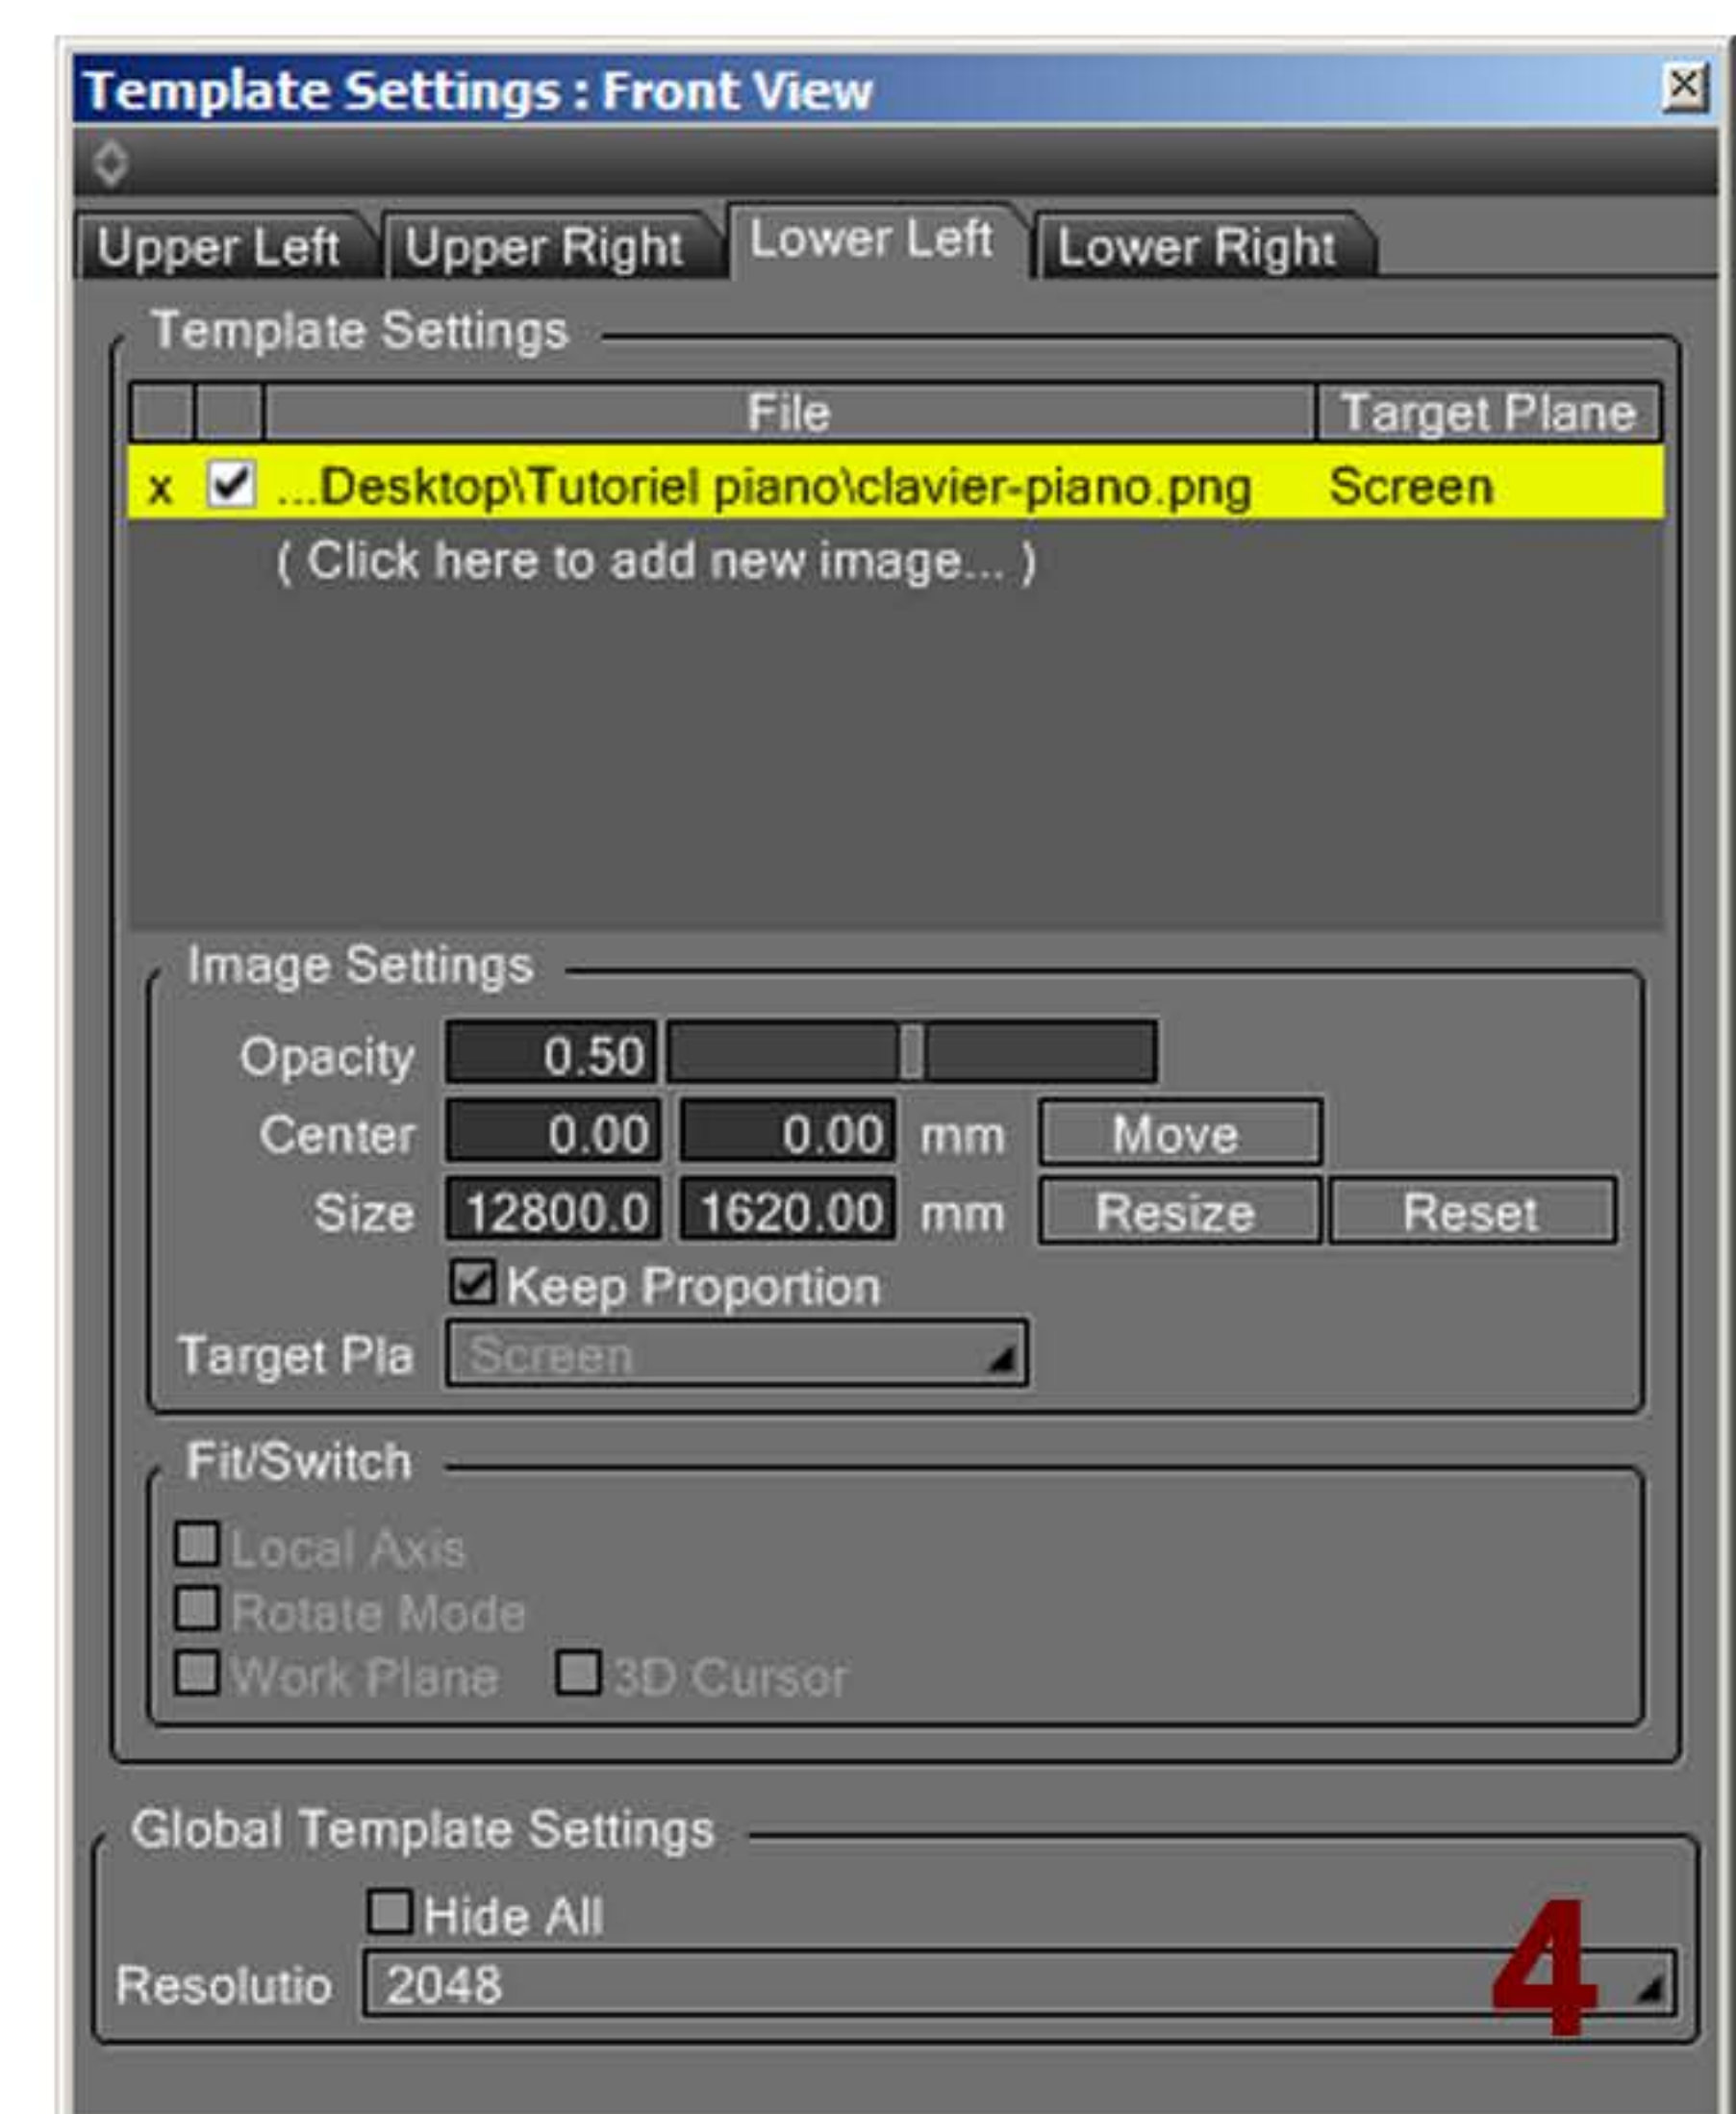 Template Settings : Front View
Upper Left Upper Right Lower Left Lower Right
Template Settings
File Target Plane
x ...Desktop\Tutoriel piano\clavier-piano.png Screen
( Click here to add new image... )
Image Settings
Opacity 0.50
Center 0.00 0.00 mm Move
Size 12800.0 1620.00 mm Resize Reset
Keep Proportion
Target Pla Screen
Fit/Switch
Local Axis
Rotate Mode
Work Plane 3D Cursor
Global Template Settings
Hide All
Resolutio 2048
4